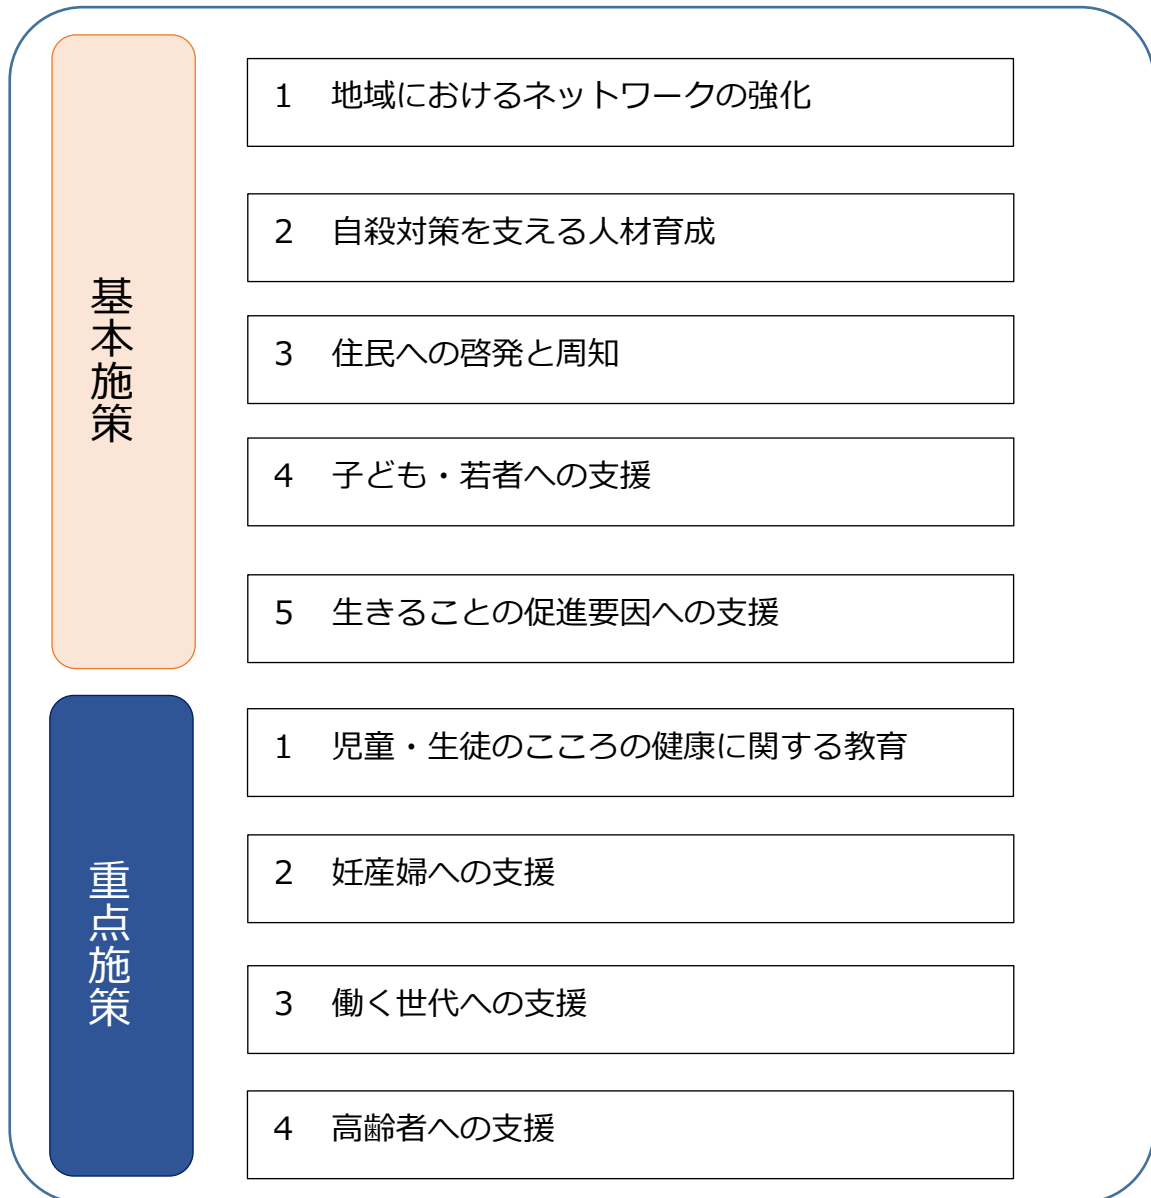 基本施策
1 地域におけるネットワークの強化
2 自殺対策を支える人材育成
3 住民への啓発と周知
4 子ども・若者への支援
5 生きることの促進要因への支援
重点施策
1 児童・生徒のこころの健康に関する教育
2 妊産婦への支援
3 働く世代への支援
4 高齢者への支援